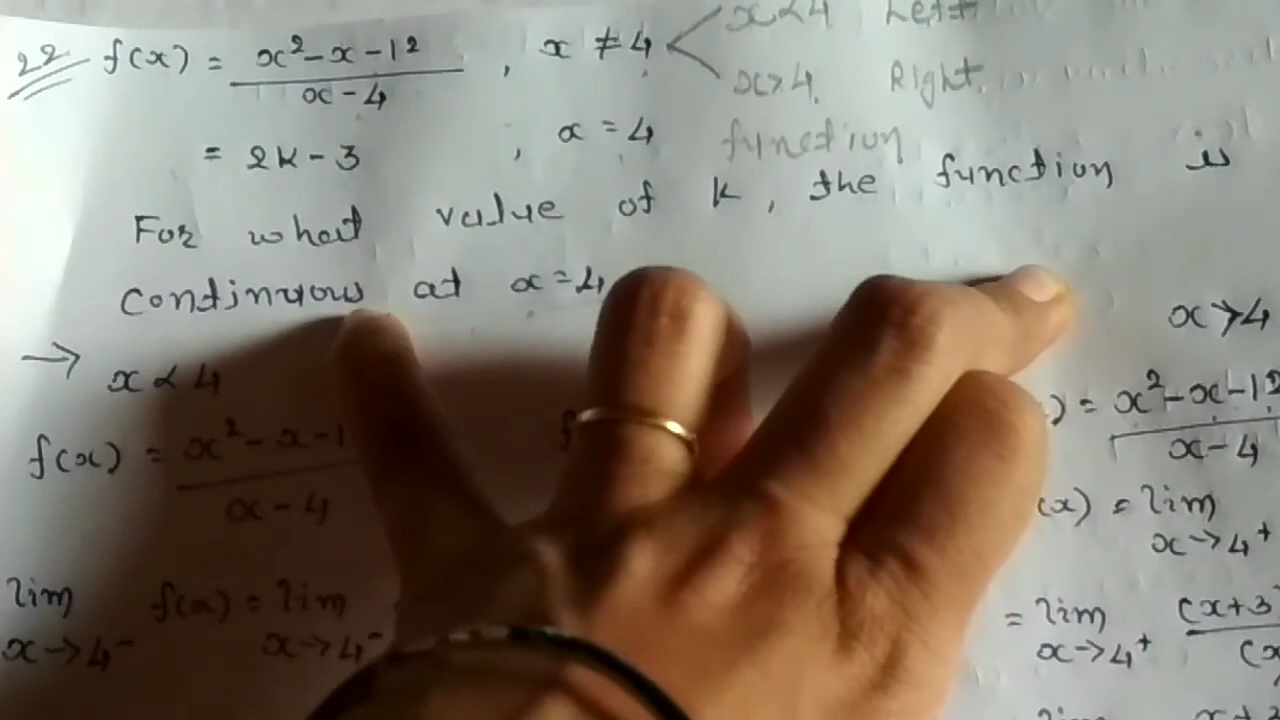 22 f(x) = x² - x - 12 / x - 4 , x ≠ 4 < x < 4 Left
x > 4 Right
= 2k - 3 , x = 4 function
For what value of k, the function is
continuous at x = 4
→ x < 4
x > 4
f(x) = x² - x - 1 / x - 4
) = x² - x - 12 / x - 4
(x) = lim x→4⁺
lim x→4⁻ f(x) = lim x→4⁻
= lim x→4⁺ (x+3) / (x